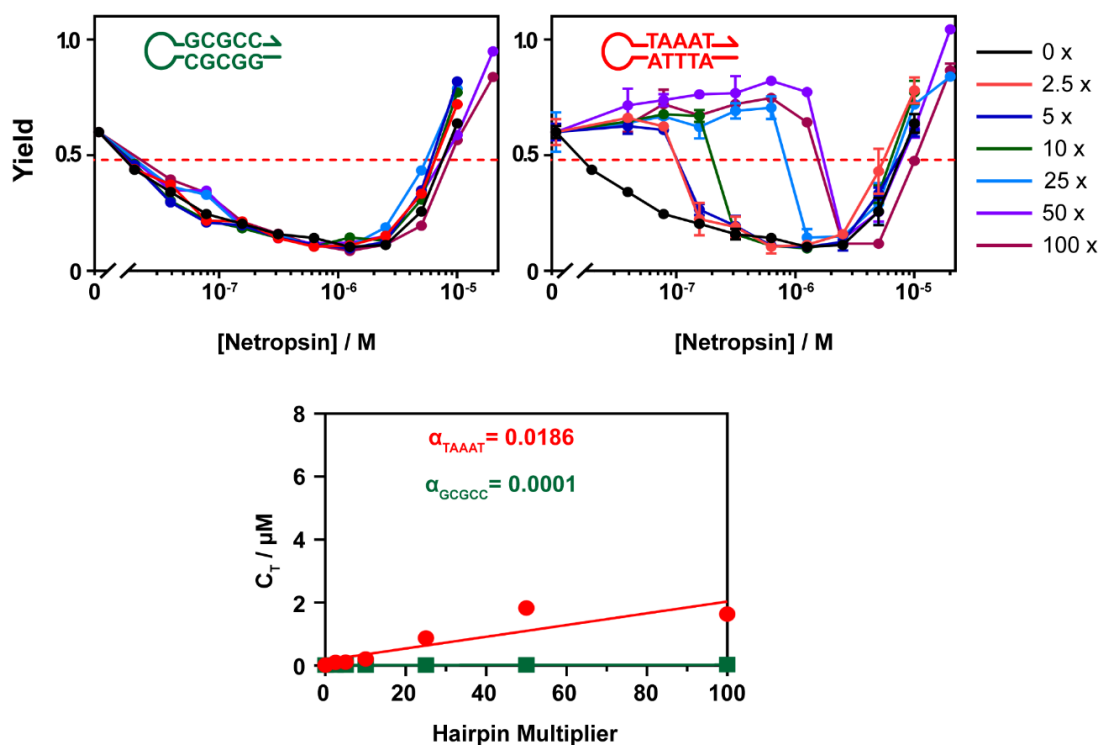 1.0
0.5
0
Yield
GCGCC
CGCGG
0
10⁻⁷
10⁻⁶
10⁻⁵
[Netropsin] / M
1.0
0.5
0
TAAAT
ATTTA
0
10⁻⁷
10⁻⁶
10⁻⁵
[Netropsin] / M
0 x
2.5 x
5 x
10 x
25 x
50 x
100 x
8
6
4
2
0
C_T / µM
α_TAAAT = 0.0186
α_GCGCC = 0.0001
0 20 40 60 80 100
Hairpin Multiplier